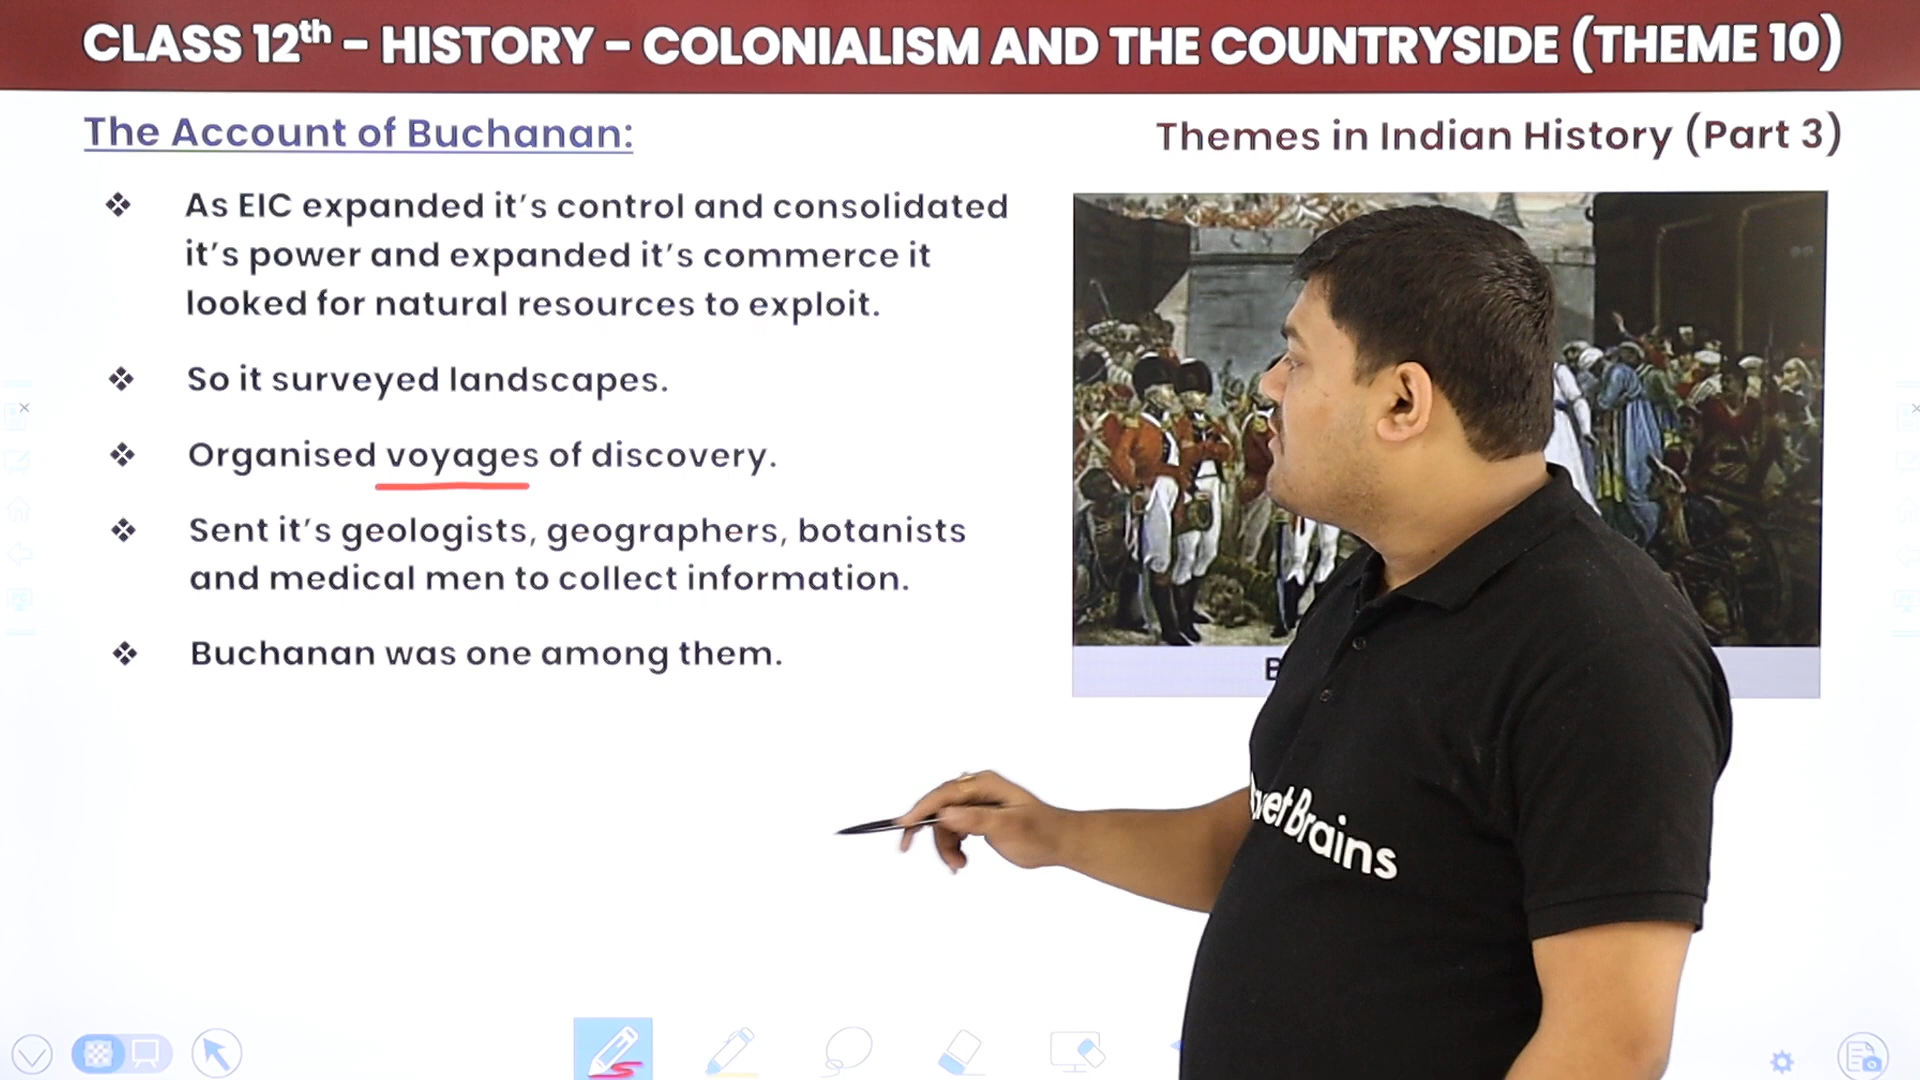 CLASS 12th – HISTORY – COLONIALISM AND THE COUNTRYSIDE (THEME 10)
The Account of Buchanan:
Themes in Indian History (Part 3)
❖ As EIC expanded it's control and consolidated
it's power and expanded it's commerce it
looked for natural resources to exploit.
❖ So it surveyed landscapes.
❖ Organised voyages of discovery.
❖ Sent it's geologists, geographers, botanists
and medical men to collect information.
❖ Buchanan was one among them.
Brains